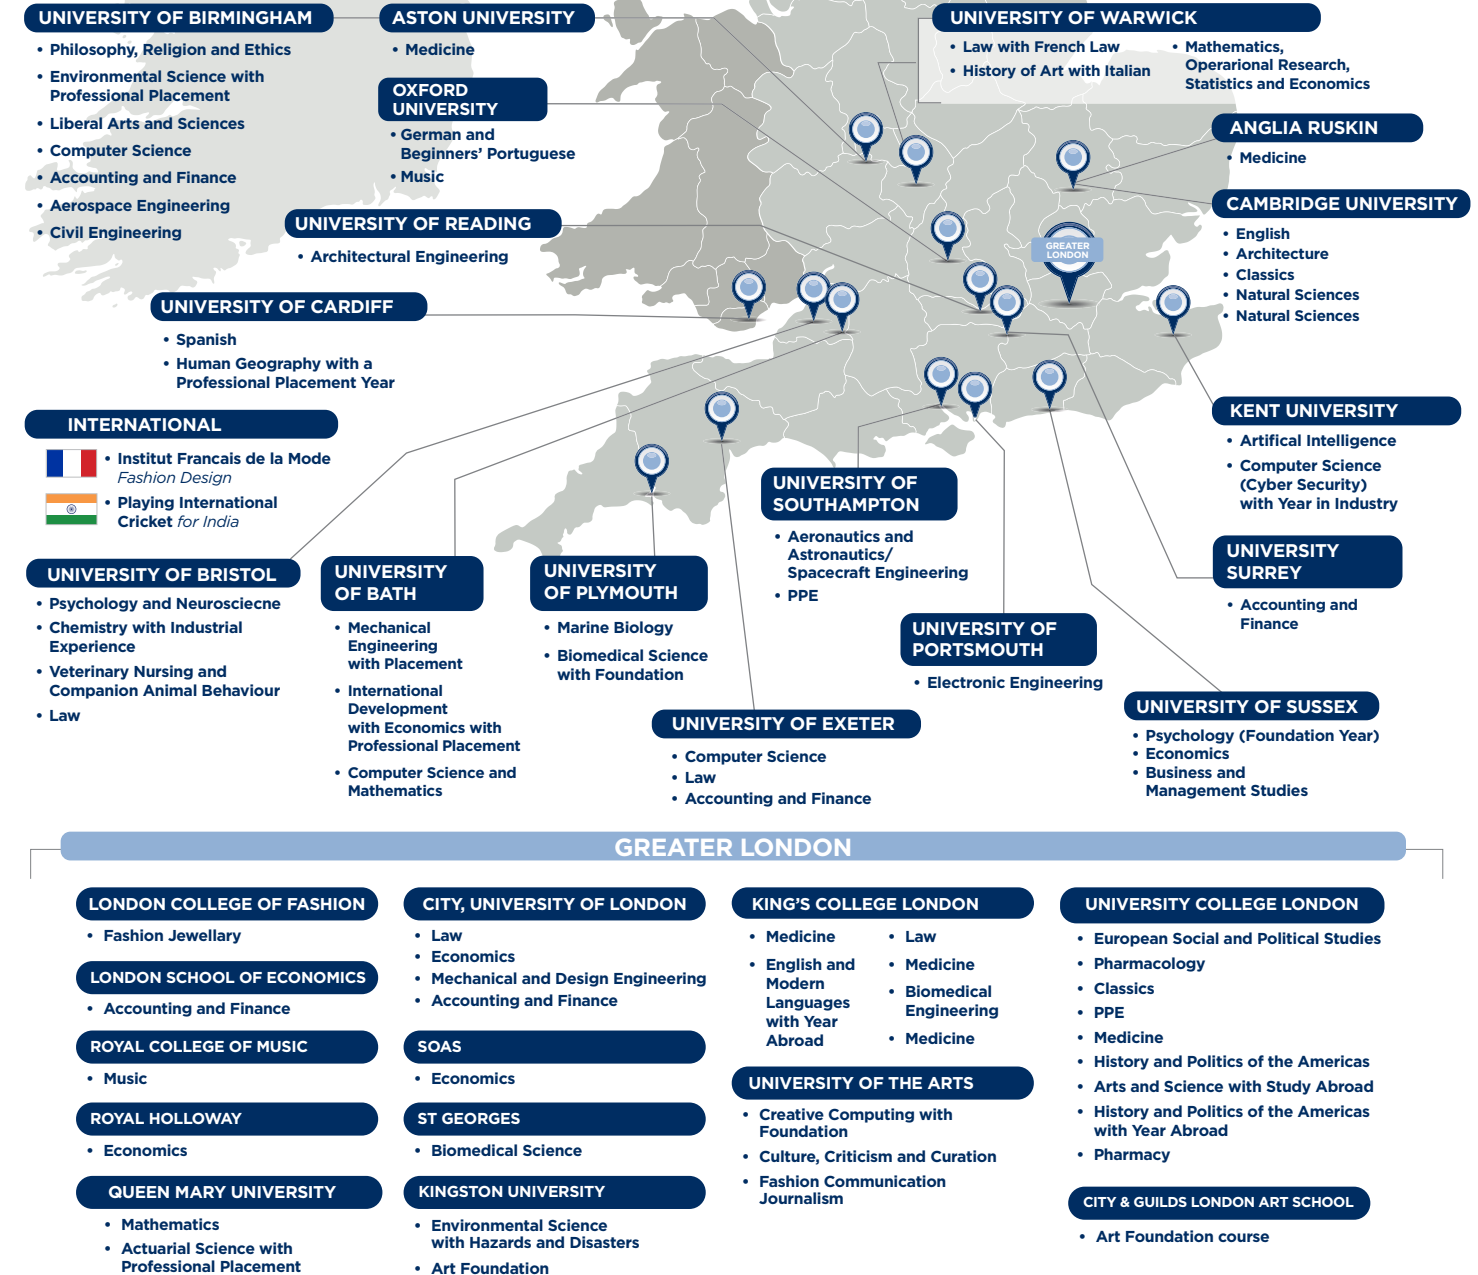 UNIVERSITY OF BIRMINGHAM
• Philosophy, Religion and Ethics
• Environmental Science with
Professional Placement
• Liberal Arts and Sciences
• Computer Science
• Accounting and Finance
• Aerospace Engineering
• Civil Engineering
ASTON UNIVERSITY
• Medicine
OXFORD
UNIVERSITY
• German and
Beginners’ Portuguese
• Music
UNIVERSITY OF WARWICK
• Law with French Law
• History of Art with Italian
• Mathematics,
Operarional Research,
Statistics and Economics
ANGLIA RUSKIN
• Medicine
CAMBRIDGE UNIVERSITY
• English
• Architecture
• Classics
• Natural Sciences
• Natural Sciences
UNIVERSITY OF READING
• Architectural Engineering
GREATER
LONDON
UNIVERSITY OF CARDIFF
• Spanish
• Human Geography with a
Professional Placement Year
INTERNATIONAL
• Institut Francais de la Mode
Fashion Design
• Playing International
Cricket for India
KENT UNIVERSITY
• Artifical Intelligence
• Computer Science
(Cyber Security)
with Year in Industry
UNIVERSITY OF
SOUTHAMPTON
• Aeronautics and
Astronautics/
Spacecraft Engineering
• PPE
UNIVERSITY
SURREY
• Accounting and
Finance
UNIVERSITY OF BRISTOL
• Psychology and Neurosciecne
• Chemistry with Industrial
Experience
• Veterinary Nursing and
Companion Animal Behaviour
• Law
UNIVERSITY
OF BATH
• Mechanical
Engineering
with Placement
• International
Development
with Economics with
Professional Placement
• Computer Science and
Mathematics
UNIVERSITY
OF PLYMOUTH
• Marine Biology
• Biomedical Science
with Foundation
UNIVERSITY OF
PORTSMOUTH
• Electronic Engineering
UNIVERSITY OF EXETER
• Computer Science
• Law
• Accounting and Finance
UNIVERSITY OF SUSSEX
• Psychology (Foundation Year)
• Economics
• Business and
Management Studies
GREATER LONDON
LONDON COLLEGE OF FASHION
• Fashion Jewellary
LONDON SCHOOL OF ECONOMICS
• Accounting and Finance
ROYAL COLLEGE OF MUSIC
• Music
ROYAL HOLLOWAY
• Economics
QUEEN MARY UNIVERSITY
• Mathematics
• Actuarial Science with
Professional Placement
CITY, UNIVERSITY OF LONDON
• Law
• Economics
• Mechanical and Design Engineering
• Accounting and Finance
SOAS
• Economics
ST GEORGES
• Biomedical Science
KINGSTON UNIVERSITY
• Environmental Science
with Hazards and Disasters
• Art Foundation
KING’S COLLEGE LONDON
• Medicine
• English and
Modern
Languages
with Year
Abroad
• Law
• Medicine
• Biomedical
Engineering
• Medicine
UNIVERSITY OF THE ARTS
• Creative Computing with
Foundation
• Culture, Criticism and Curation
• Fashion Communication
Journalism
UNIVERSITY COLLEGE LONDON
• European Social and Political Studies
• Pharmacology
• Classics
• PPE
• Medicine
• History and Politics of the Americas
• Arts and Science with Study Abroad
• History and Politics of the Americas
with Year Abroad
• Pharmacy
CITY & GUILDS LONDON ART SCHOOL
• Art Foundation course